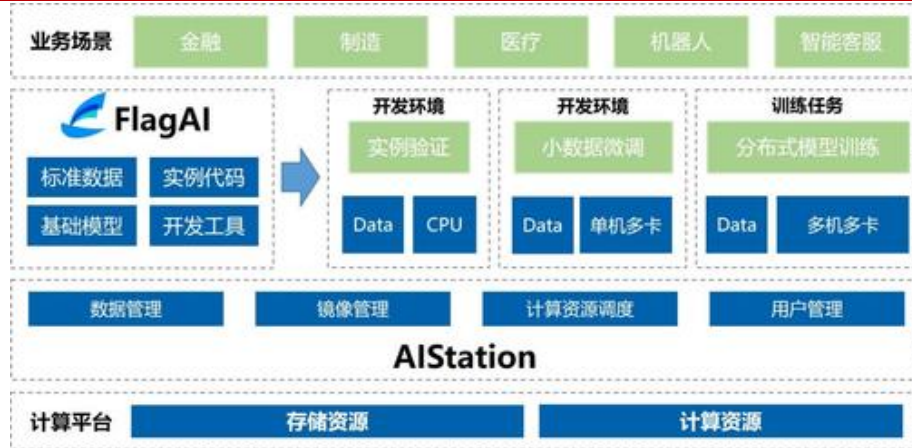 业务场景 金融 制造 医疗 机器人 智能客服
FlagAI
标准数据 实例代码
基础模型 开发工具
开发环境
实例验证
Data CPU
开发环境
小数据微调
Data 单机多卡
训练任务
分布式模型训练
Data 多机多卡
数据管理 镜像管理 计算资源调度 用户管理
AIStation
计算平台 存储资源 计算资源